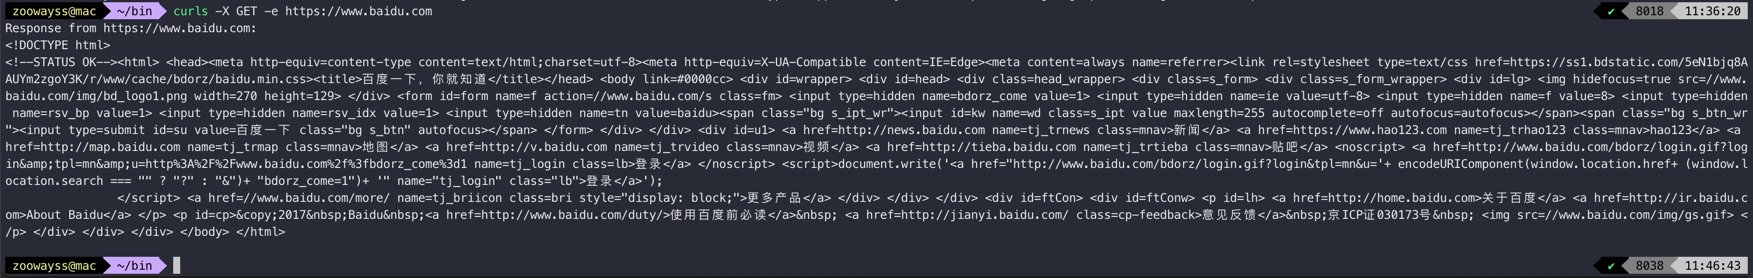 zoowayss@mac ~/bin curls -X GET -e https://www.baidu.com ✔ 8018 11:36:20
Response from https://www.baidu.com:
<!DOCTYPE html>
<!--STATUS OK--><html> <head><meta http-equiv=content-type content=text/html;charset=utf-8><meta http-equiv=X-UA-Compatible content=IE=Edge><meta content=always name=referrer><link rel=stylesheet type=text/css href=https://ss1.bdstatic.com/5eN1bjq8A
AUYm2zgoY3K/r/www/cache/bdorz/baidu.min.css><title>百度一下，你就知道</title></head> <body link=#0000cc> <div id=wrapper> <div id=head> <div class=head_wrapper> <div class=s_form> <div class=s_form_wrapper> <div id=lg> <img hidefocus=true src=//www.
baidu.com/img/bd_logo1.png width=270 height=129> </div> <form id=form name=f action=//www.baidu.com/s class=fm> <input type=hidden name=bdorz_come value=1> <input type=hidden name=ie value=utf-8> <input type=hidden name=f value=8> <input type=hidden
name=rsv_bp value=1> <input type=hidden name=rsv_idx value=1> <input type=hidden name=tn value=baidu><span class="bg s_ipt_wr"><input id=kw name=wd class=s_ipt value maxlength=255 autocomplete=off autofocus=autofocus></span><span class="bg s_btn_wr
"><input type=submit id=su value=百度一下 class="bg s_btn" autofocus></span> </form> </div> </div> <div id=u1> <a href=http://news.baidu.com name=tj_trnews class=mnav>新闻</a> <a href=https://www.hao123.com name=tj_trhao123 class=mnav>hao123</a> <a
href=http://map.baidu.com name=tj_trmap class=mnav>地图</a> <a href=http://v.baidu.com name=tj_trvideo class=mnav>视频</a> <a href=http://tieba.baidu.com name=tj_trtieba class=mnav>贴吧</a> <noscript> <a href=http://www.baidu.com/bdorz/login.gif?log
in&amp;tpl=mn&amp;u=http%3A%2F%2Fwww.baidu.com%2f%3fbdorz_come%3d1 name=tj_login class=lb>登录</a> </noscript> <script>document.write('<a href="http://www.baidu.com/bdorz/login.gif?login&tpl=mn&u='+ encodeURIComponent(window.location.href+ (window.l
ocation.search === "" ? "?" : "&")+ "bdorz_come=1")+ '" name="tj_login" class="lb">登录</a>');
</script> <a href=//www.baidu.com/more/ name=tj_briicon class=bri style="display: block;">更多产品</a> </div> </div> </div> <div id=ftCon> <div id=ftConw> <p id=lh> <a href=http://home.baidu.com>关于百度</a> <a href=http://ir.baidu.c
om>About Baidu</a> </p> <p id=cp>&copy;2017&nbsp;Baidu&nbsp;<a href=http://www.baidu.com/duty/>使用百度前必读</a>&nbsp; <a href=http://jianyi.baidu.com/ class=cp-feedback>意见反馈</a>&nbsp;京ICP证030173号&nbsp; <img src=//www.baidu.com/img/gs.gif> <
/p> </div> </div> </div> </body> </html>
zoowayss@mac ~/bin ✔ 8038 11:46:43